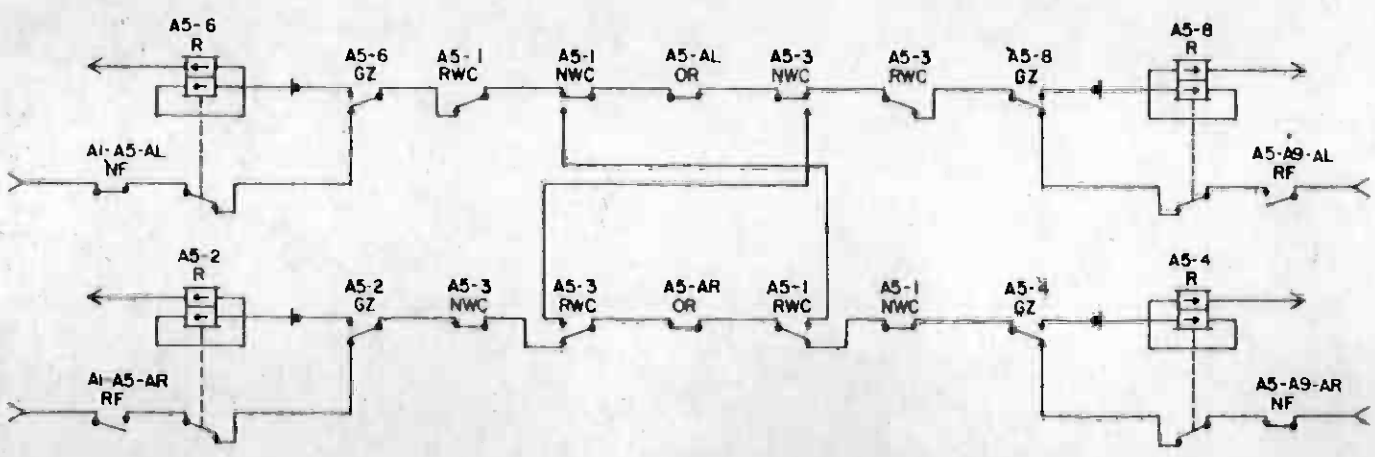 A5-6
R
A5-6
GZ
A5-1
RWC
A5-1
NWC
A5-AL
OR
A5-3
NWC
A5-3
RWC
A5-8
GZ
A5-8
R
A1-A5-AL
NF
A5-A9-AL
RF
A5-2
R
A5-2
GZ
A5-3
NWC
A5-3
RWC
A5-AR
OR
A5-1
RWC
A5-1
NWC
A5-4
GZ
A5-4
R
A1-A5-AR
RF
A5-A9-AR
NF